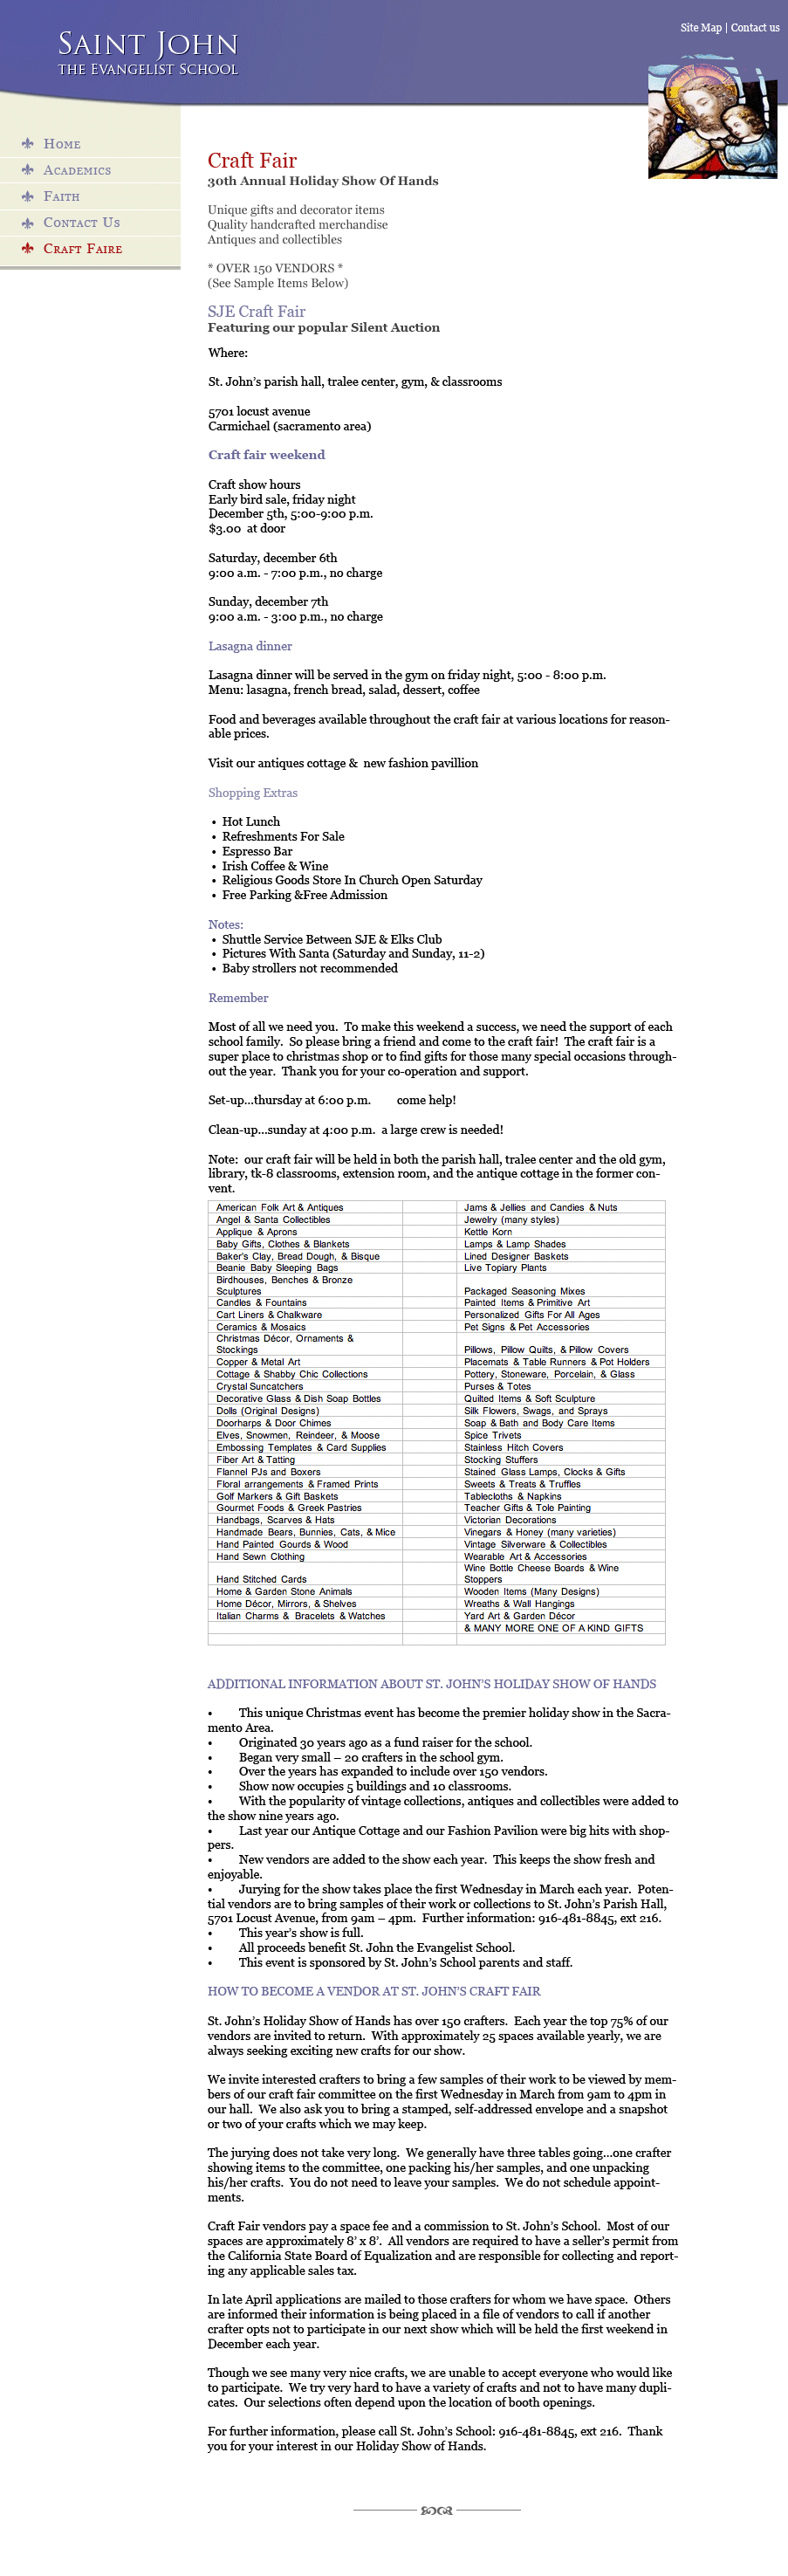 Site Map | Contact us
SAINT JOHN
THE EVANGELIST SCHOOL
HOME
ACADEMICS
FAITH
CONTACT US
CRAFT FAIRE
Craft Fair
30th Annual Holiday Show Of Hands
Unique gifts and decorator items
Quality handcrafted merchandise
Antiques and collectibles
* OVER 150 VENDORS *
(See Sample Items Below)
SJE Craft Fair
Featuring our popular Silent Auction
Where:
St. John's parish hall, tralee center, gym, & classrooms
5701 locust avenue
Carmichael (sacramento area)
Craft fair weekend
Craft show hours
Early bird sale, friday night
December 5th, 5:00-9:00 p.m.
$3.00 at door
Saturday, december 6th
9:00 a.m. - 7:00 p.m., no charge
Sunday, december 7th
9:00 a.m. - 3:00 p.m., no charge
Lasagna dinner
Lasagna dinner will be served in the gym on friday night, 5:00 - 8:00 p.m.
Menu: lasagna, french bread, salad, dessert, coffee
Food and beverages available throughout the craft fair at various locations for reason-
able prices.
Visit our antiques cottage & new fashion pavillion
Shopping Extras
• Hot Lunch
• Refreshments For Sale
• Espresso Bar
• Irish Coffee & Wine
• Religious Goods Store In Church Open Saturday
• Free Parking &Free Admission
Notes:
• Shuttle Service Between SJE & Elks Club
• Pictures With Santa (Saturday and Sunday, 11-2)
• Baby strollers not recommended
Remember
Most of all we need you. To make this weekend a success, we need the support of each
school family. So please bring a friend and come to the craft fair! The craft fair is a
super place to christmas shop or to find gifts for those many special occasions through-
out the year. Thank you for your co-operation and support.
Set-up...thursday at 6:00 p.m. come help!
Clean-up...sunday at 4:00 p.m. a large crew is needed!
Note: our craft fair will be held in both the parish hall, tralee center and the old gym,
library, tk-8 classrooms, extension room, and the antique cottage in the former con-
vent.
American Folk Art & Antiques Jams & Jellies and Candies & Nuts
Angel & Santa Collectibles Jewelry (many styles)
Applique & Aprons Kettle Korn
Baby Gifts, Clothes & Blankets Lamps & Lamp Shades
Baker's Clay, Bread Dough, & Bisque Lined Designer Baskets
Beanie Baby Sleeping Bags Live Topiary Plants
Birdhouses, Benches & Bronze
Sculptures Packaged Seasoning Mixes
Candles & Fountains Painted Items & Primitive Art
Cart Liners & Chalkware Personalized Gifts For All Ages
Ceramics & Mosaics Pet Signs & Pet Accessories
Christmas Décor, Ornaments &
Stockings Pillows, Pillow Quilts, & Pillow Covers
Copper & Metal Art Placemats & Table Runners & Pot Holders
Cottage & Shabby Chic Collections Pottery, Stoneware, Porcelain, & Glass
Crystal Suncatchers Purses & Totes
Decorative Glass & Dish Soap Bottles Quilted Items & Soft Sculpture
Dolls (Original Designs) Silk Flowers, Swags, and Sprays
Doorharps & Door Chimes Soap & Bath and Body Care Items
Elves, Snowmen, Reindeer, & Moose Spice Trivets
Embossing Templates & Card Supplies Stainless Hitch Covers
Fiber Art & Tatting Stocking Stuffers
Flannel PJs and Boxers Stained Glass Lamps, Clocks & Gifts
Floral arrangements & Framed Prints Sweets & Treats & Truffles
Golf Markers & Gift Baskets Tablecloths & Napkins
Gourmet Foods & Greek Pastries Teacher Gifts & Tole Painting
Handbags, Scarves & Hats Victorian Decorations
Handmade Bears, Bunnies, Cats, & Mice Vinegars & Honey (many varieties)
Hand Painted Gourds & Wood Vintage Silverware & Collectibles
Hand Sewn Clothing Wearable Art & Accessories
Wine Bottle Cheese Boards & Wine
Hand Stitched Cards Stoppers
Home & Garden Stone Animals Wooden Items (Many Designs)
Home Décor, Mirrors, & Shelves Wreaths & Wall Hangings
Italian Charms & Bracelets & Watches Yard Art & Garden Décor
& MANY MORE ONE OF A KIND GIFTS
ADDITIONAL INFORMATION ABOUT ST. JOHN'S HOLIDAY SHOW OF HANDS
• This unique Christmas event has become the premier holiday show in the Sacra-
mento Area.
• Originated 30 years ago as a fund raiser for the school.
• Began very small – 20 crafters in the school gym.
• Over the years has expanded to include over 150 vendors.
• Show now occupies 5 buildings and 10 classrooms.
• With the popularity of vintage collections, antiques and collectibles were added to
the show nine years ago.
• Last year our Antique Cottage and our Fashion Pavilion were big hits with shop-
pers.
• New vendors are added to the show each year. This keeps the show fresh and
enjoyable.
• Jurying for the show takes place the first Wednesday in March each year. Poten-
tial vendors are to bring samples of their work or collections to St. John's Parish Hall,
5701 Locust Avenue, from 9am – 4pm. Further information: 916-481-8845, ext 216.
• This year's show is full.
• All proceeds benefit St. John the Evangelist School.
• This event is sponsored by St. John's School parents and staff.
HOW TO BECOME A VENDOR AT ST. JOHN'S CRAFT FAIR
St. John's Holiday Show of Hands has over 150 crafters. Each year the top 75% of our
vendors are invited to return. With approximately 25 spaces available yearly, we are
always seeking exciting new crafts for our show.
We invite interested crafters to bring a few samples of their work to be viewed by mem-
bers of our craft fair committee on the first Wednesday in March from 9am to 4pm in
our hall. We also ask you to bring a stamped, self-addressed envelope and a snapshot
or two of your crafts which we may keep.
The jurying does not take very long. We generally have three tables going...one crafter
showing items to the committee, one packing his/her samples, and one unpacking
his/her crafts. You do not need to leave your samples. We do not schedule appoint-
ments.
Craft Fair vendors pay a space fee and a commission to St. John's School. Most of our
spaces are approximately 8' x 8'. All vendors are required to have a seller's permit from
the California State Board of Equalization and are responsible for collecting and report-
ing any applicable sales tax.
In late April applications are mailed to those crafters for whom we have space. Others
are informed their information is being placed in a file of vendors to call if another
crafter opts not to participate in our next show which will be held the first weekend in
December each year.
Though we see many very nice crafts, we are unable to accept everyone who would like
to participate. We try very hard to have a variety of crafts and not to have many dupli-
cates. Our selections often depend upon the location of booth openings.
For further information, please call St. John's School: 916-481-8845, ext 216. Thank
you for your interest in our Holiday Show of Hands.